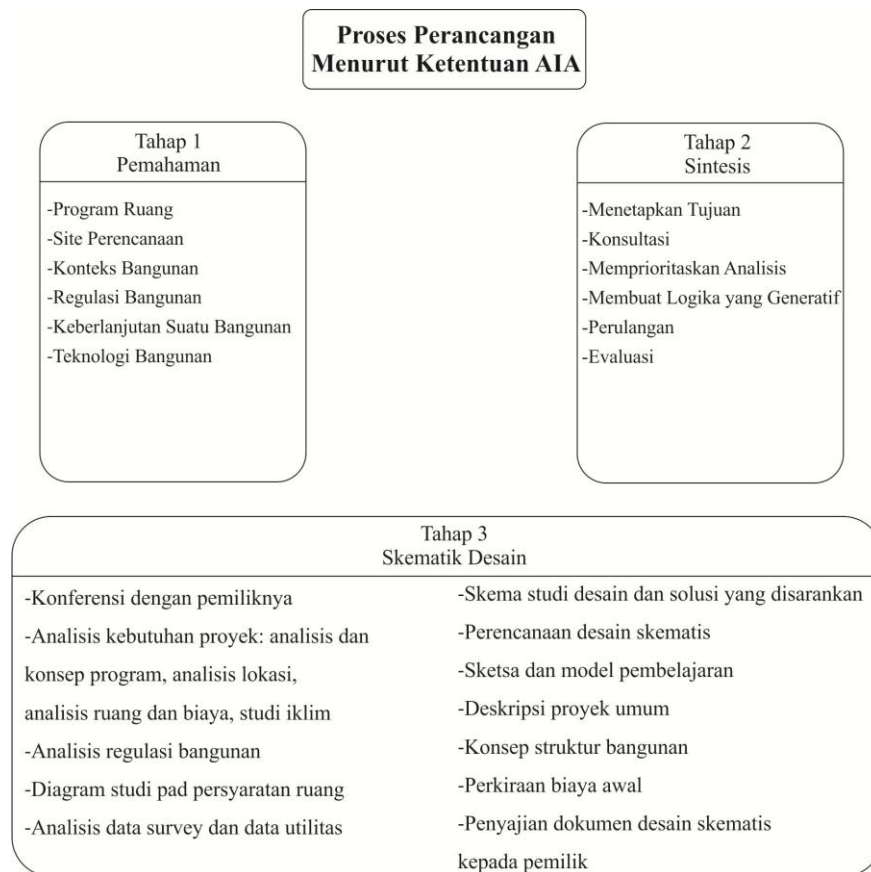 Proses Perancangan
Menurut Ketentuan AIA
Tahap 1
Pemahaman
-Program Ruang
-Site Perencanaan
-Konteks Bangunan
-Regulasi Bangunan
-Keberlanjutan Suatu Bangunan
-Teknologi Bangunan
Tahap 2
Sintesis
-Menetapkan Tujuan
-Konsultasi
-Memprioritaskan Analisis
-Membuat Logika yang Generatif
-Perulangan
-Evaluasi
Tahap 3
Skematik Desain
-Konferensi dengan pemiliknya
-Analisis kebutuhan proyek: analisis dan
konsep program, analisis lokasi,
analisis ruang dan biaya, studi iklim
-Analisis regulasi bangunan
-Diagram studi pad persyaratan ruang
-Analisis data survey dan data utilitas
-Skema studi desain dan solusi yang disarankan
-Perencanaan desain skematis
-Sketsa dan model pembelajaran
-Deskripsi proyek umum
-Konsep struktur bangunan
-Perkiraan biaya awal
-Penyajian dokumen desain skematis
kepada pemilik